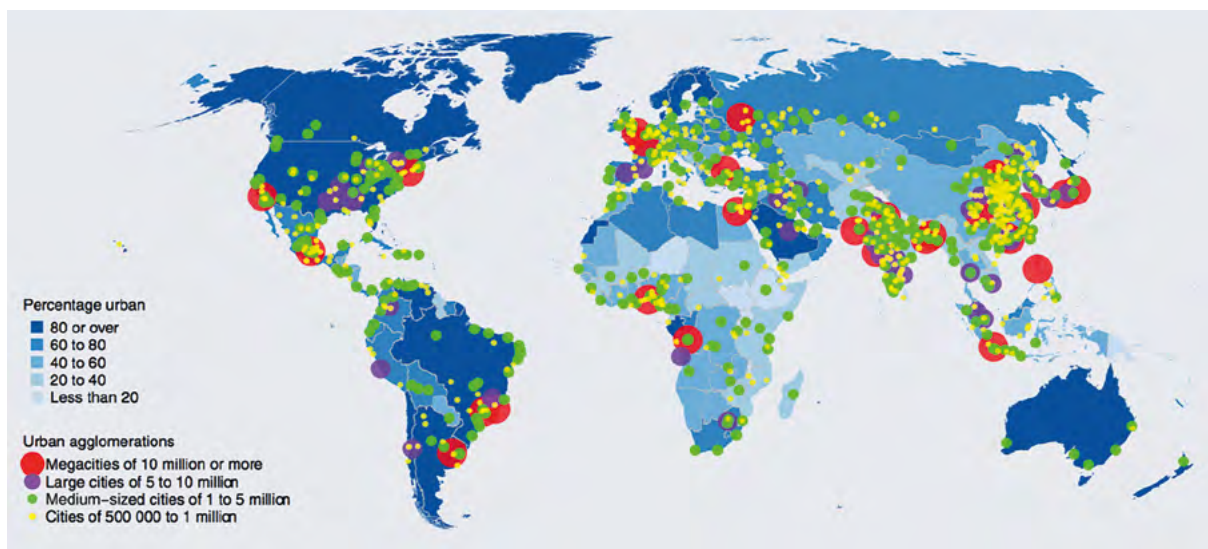 Percentage urban
80 or over
60 to 80
40 to 60
20 to 40
Less than 20
Urban agglomerations
Megacities of 10 million or more
Large cities of 5 to 10 million
Medium-sized cities of 1 to 5 million
Cities of 500 000 to 1 million